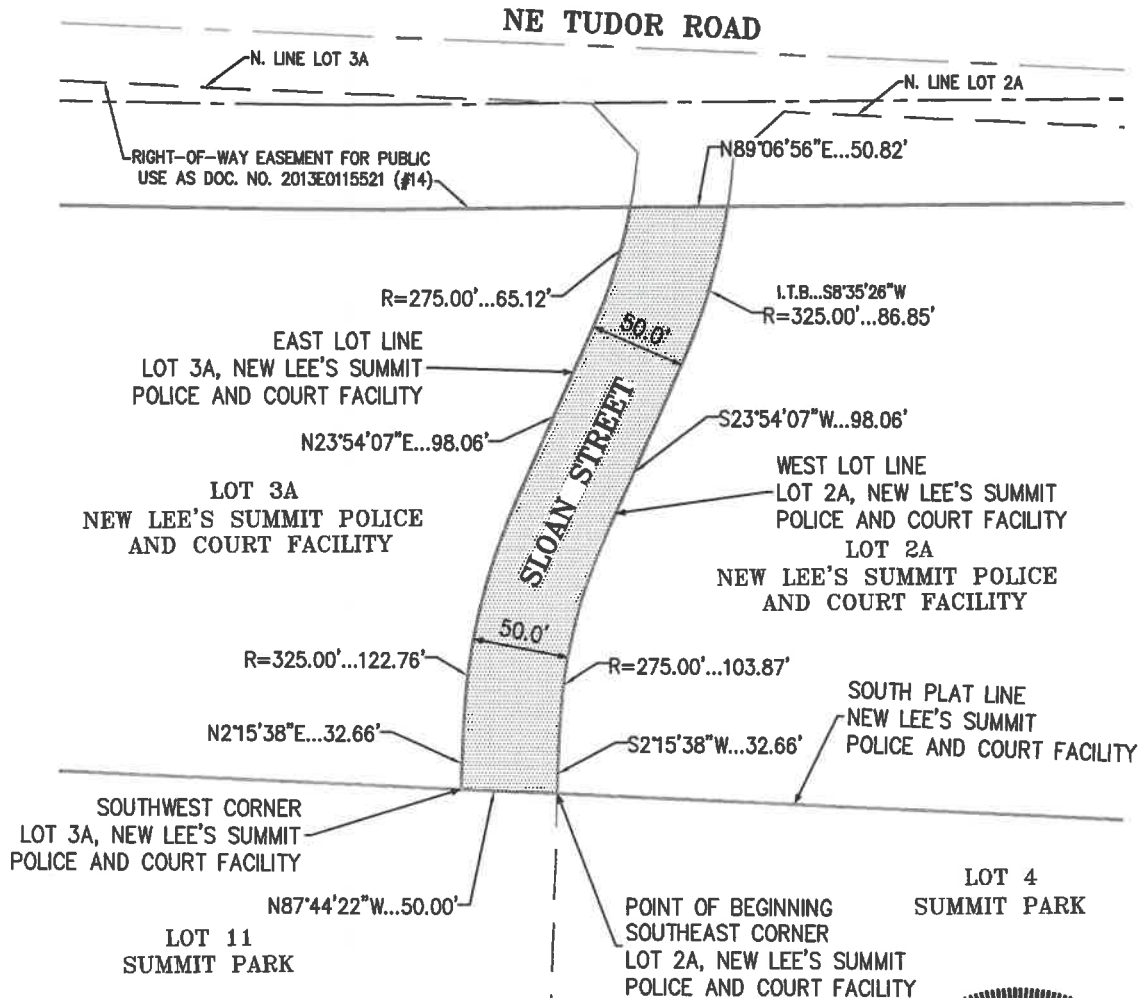 NE TUDOR ROAD
N. LINE LOT 3A
N. LINE LOT 2A
RIGHT-OF-WAY EASEMENT FOR PUBLIC
USE AS DOC. NO. 2013E0115521 (#14)
N89°06'56"E...50.82'
R=275.00'...65.12'
I.T.B...S8°35'26"W
R=325.00'...86.85'
50.0'
EAST LOT LINE
LOT 3A, NEW LEE'S SUMMIT
POLICE AND COURT FACILITY
SLOAN STREET
N23°54'07"E...98.06'
S23°54'07"W...98.06'
WEST LOT LINE
LOT 2A, NEW LEE'S SUMMIT
POLICE AND COURT FACILITY
LOT 3A
NEW LEE'S SUMMIT POLICE
AND COURT FACILITY
LOT 2A
NEW LEE'S SUMMIT POLICE
AND COURT FACILITY
50.0'
R=325.00'...122.76'
R=275.00'...103.87'
SOUTH PLAT LINE
NEW LEE'S SUMMIT
POLICE AND COURT FACILITY
N2°15'38"E...32.66'
S2°15'38"W...32.66'
SOUTHWEST CORNER
LOT 3A, NEW LEE'S SUMMIT
POLICE AND COURT FACILITY
N87°44'22"W...50.00'
POINT OF BEGINNING
SOUTHEAST CORNER
LOT 2A, NEW LEE'S SUMMIT
POLICE AND COURT FACILITY
LOT 4
SUMMIT PARK
LOT 11
SUMMIT PARK